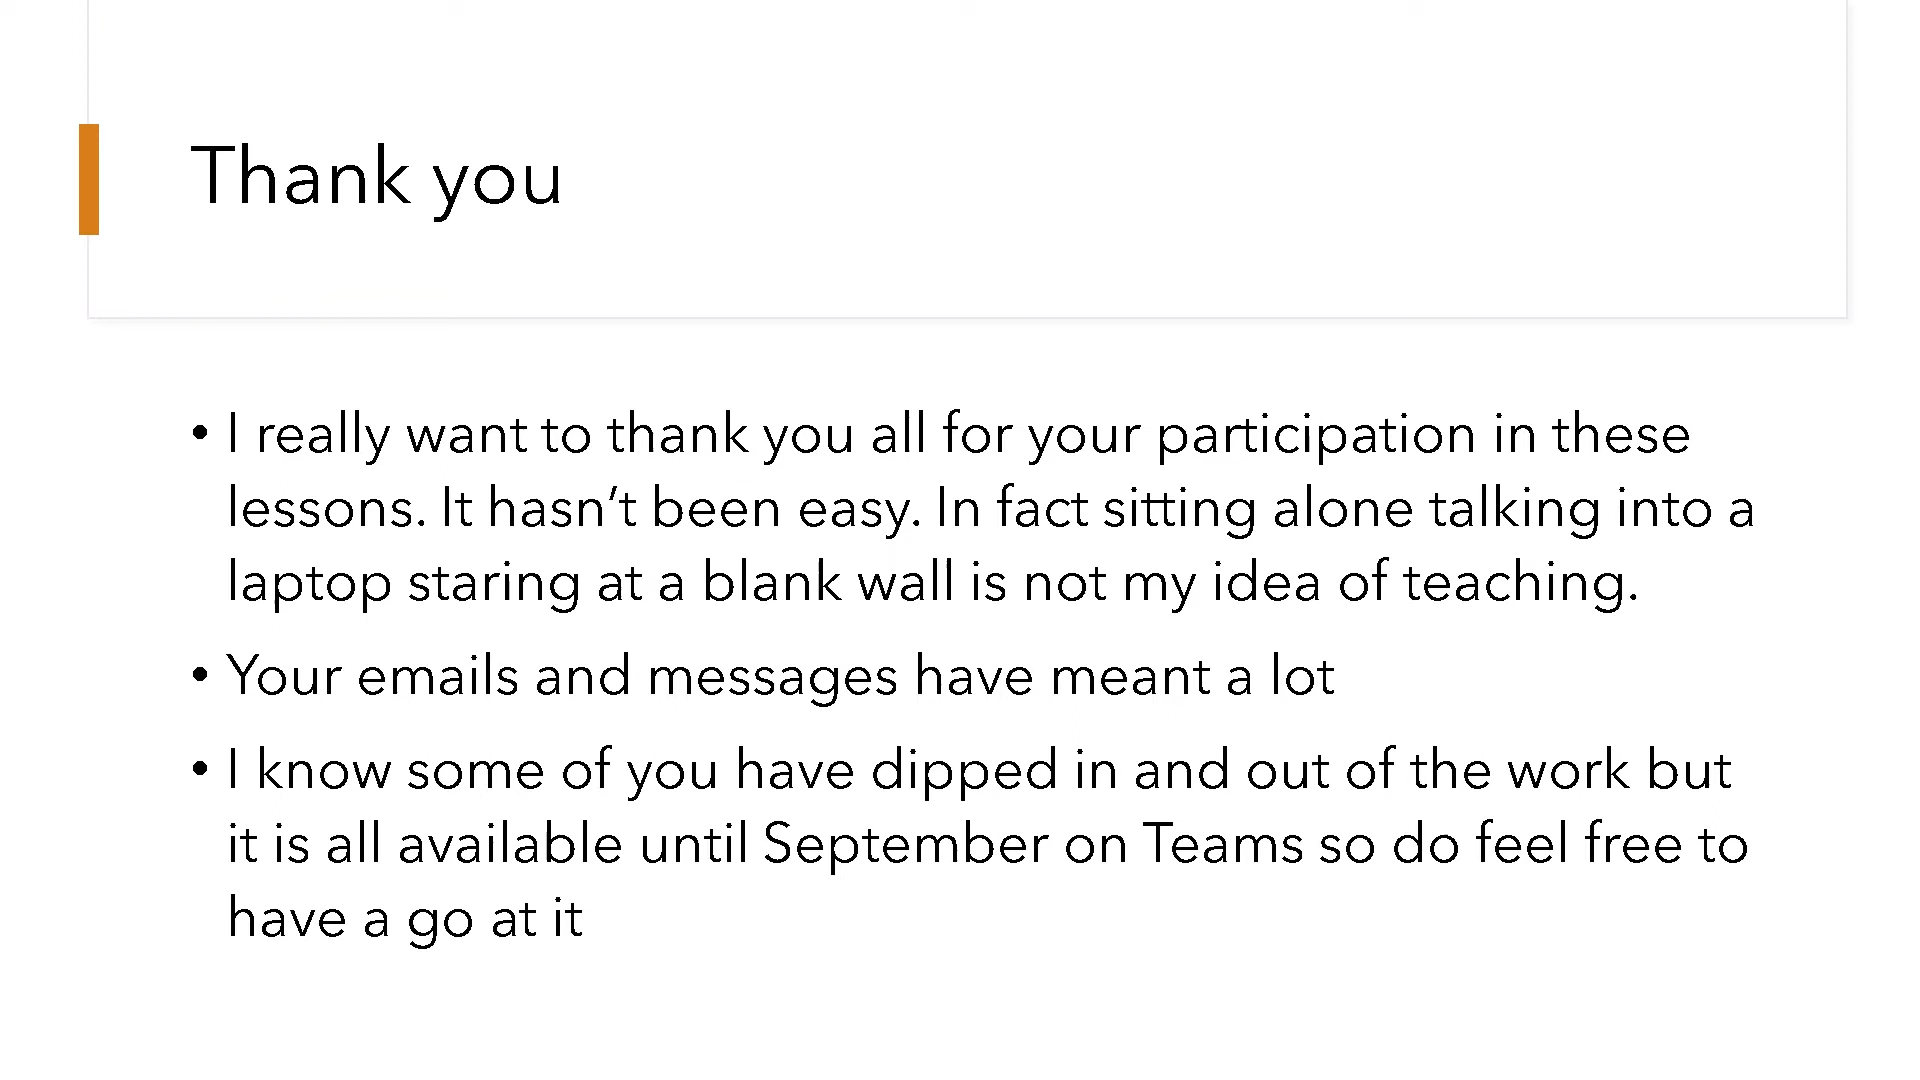 Thank you
• I really want to thank you all for your participation in these
lessons. It hasn’t been easy. In fact sitting alone talking into a
laptop staring at a blank wall is not my idea of teaching.
• Your emails and messages have meant a lot
• I know some of you have dipped in and out of the work but
it is all available until September on Teams so do feel free to
have a go at it